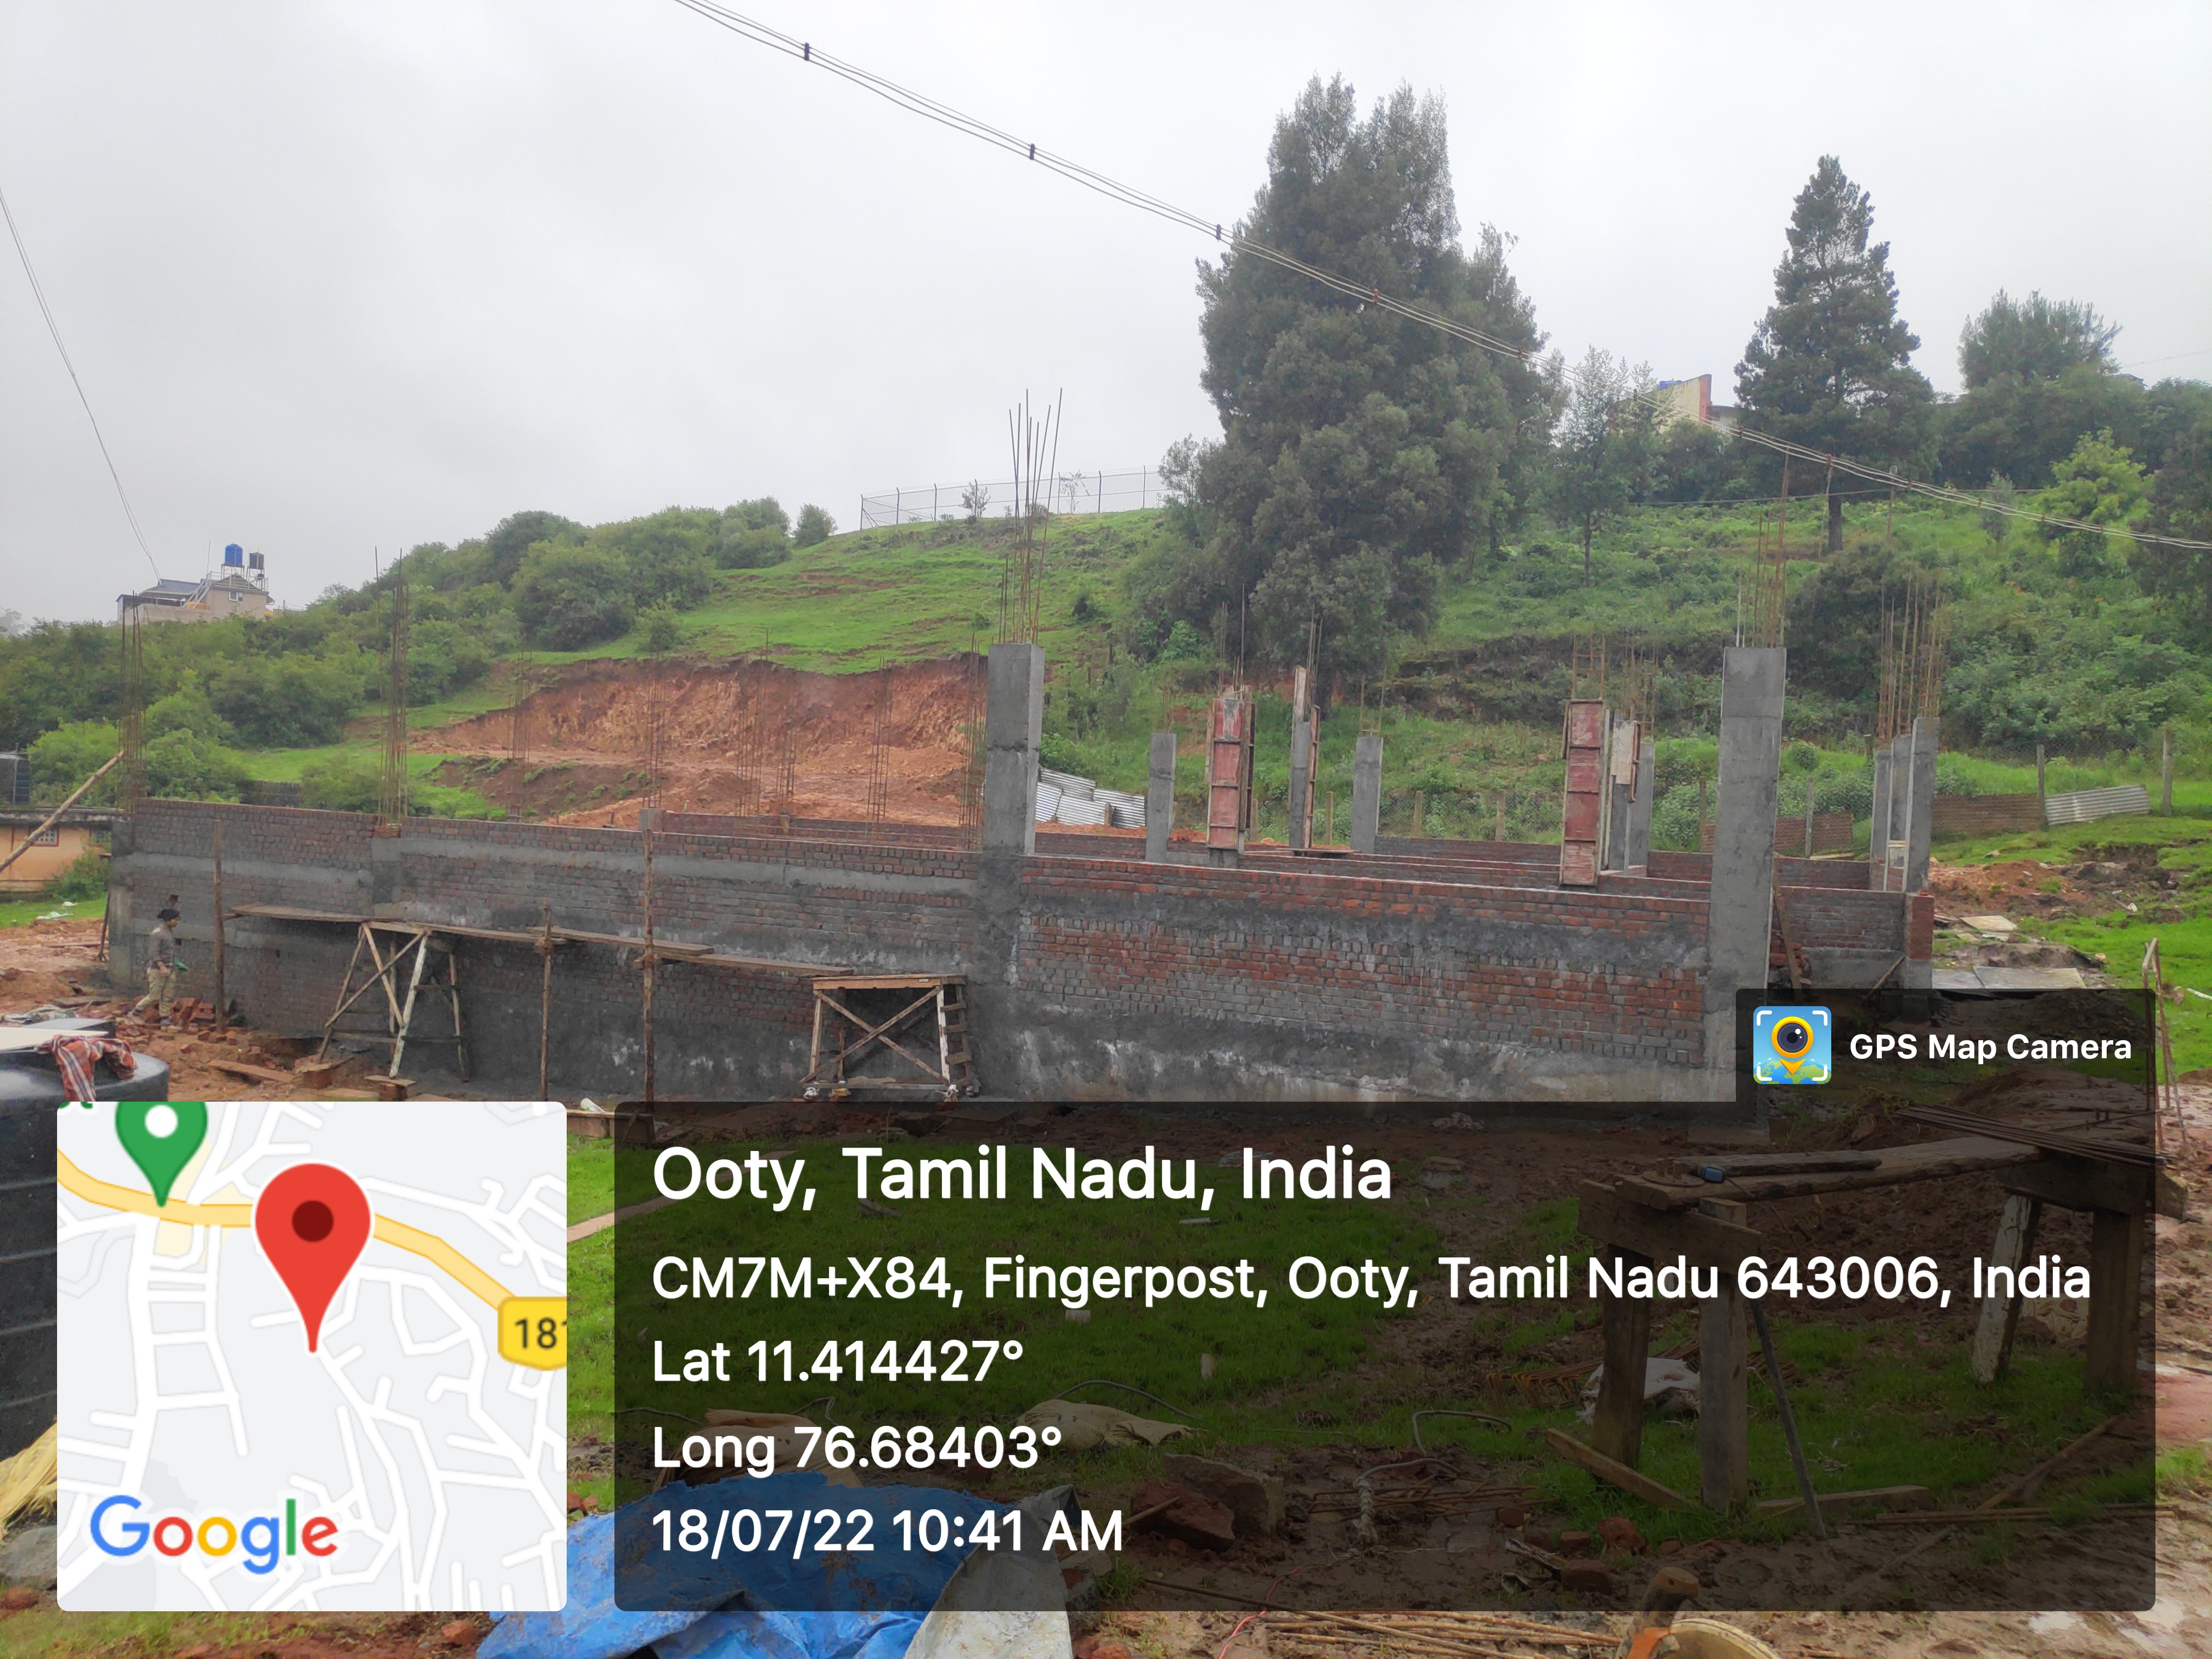 GPS Map Camera
Ooty, Tamil Nadu, India
CM7M+X84, Fingerpost, Ooty, Tamil Nadu 643006, India
Lat 11.414427°
Long 76.68403°
18/07/22 10:41 AM
Google